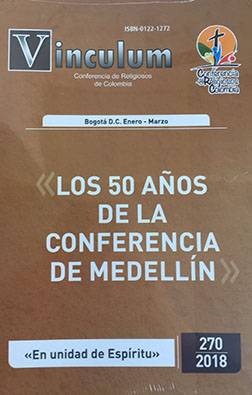 ISBN-0122-1272
Vinculum
Conferencia de Religiosos
de Colombia
Conferencia
de Religiosos
Colombia
Bogotá D.C. Enero - Marzo
«LOS 50 AÑOS
DE LA
CONFERENCIA
DE MEDELLÍN»
«En unidad de Espíritu»
270
2018